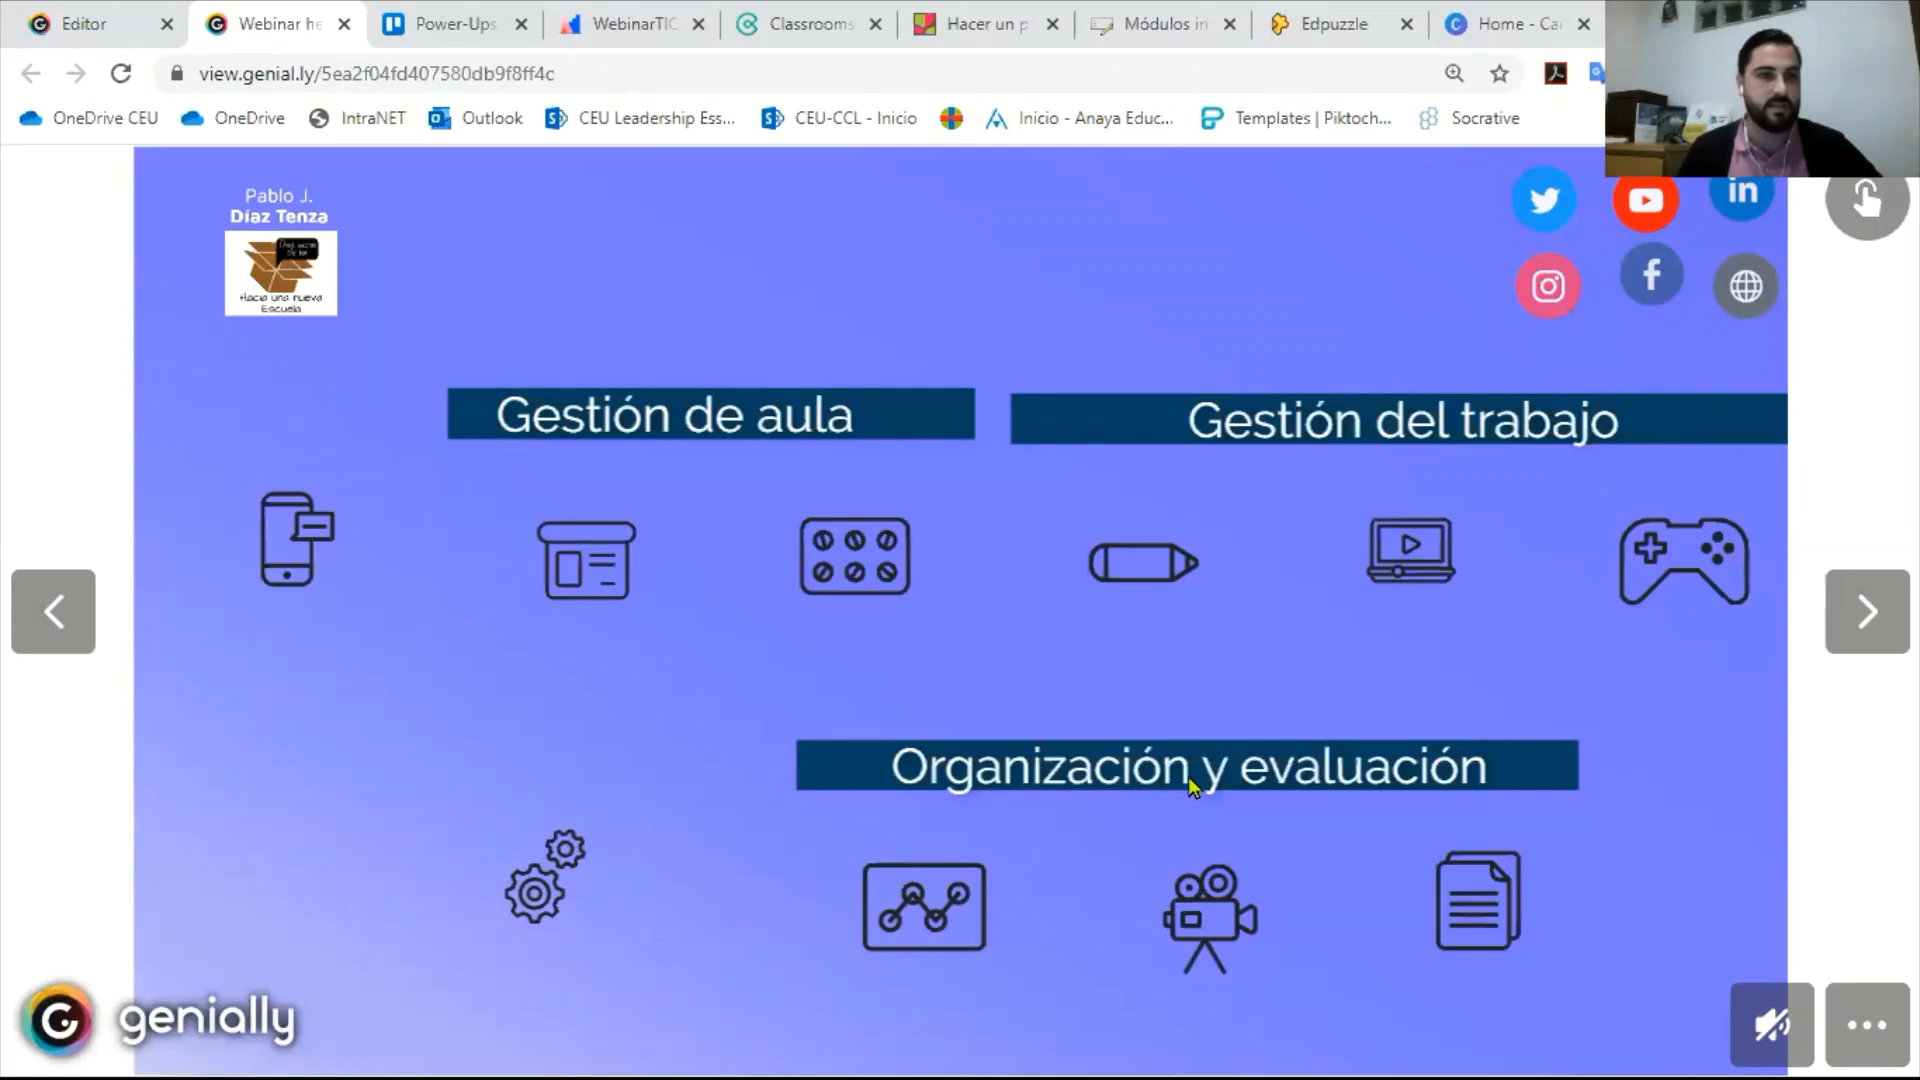 Editor
Webinar he
Power-Ups
WebinarTIC
Classrooms
Hacer un p
Módulos in
Edpuzzle
Home - Ca
view.genial.ly/5ea2f04fd407580db9f8ff4c
OneDrive CEU
OneDrive
IntraNET
Outlook
CEU Leadership Ess...
CEU-CCL - Inicio
Inicio - Anaya Educ...
Templates | Piktoch...
Socrative
Pablo J.
Díaz Tenza
Hacia una nueva
Escuela
in
f
Gestión de aula
Gestión del trabajo
Organización y evaluación
genially